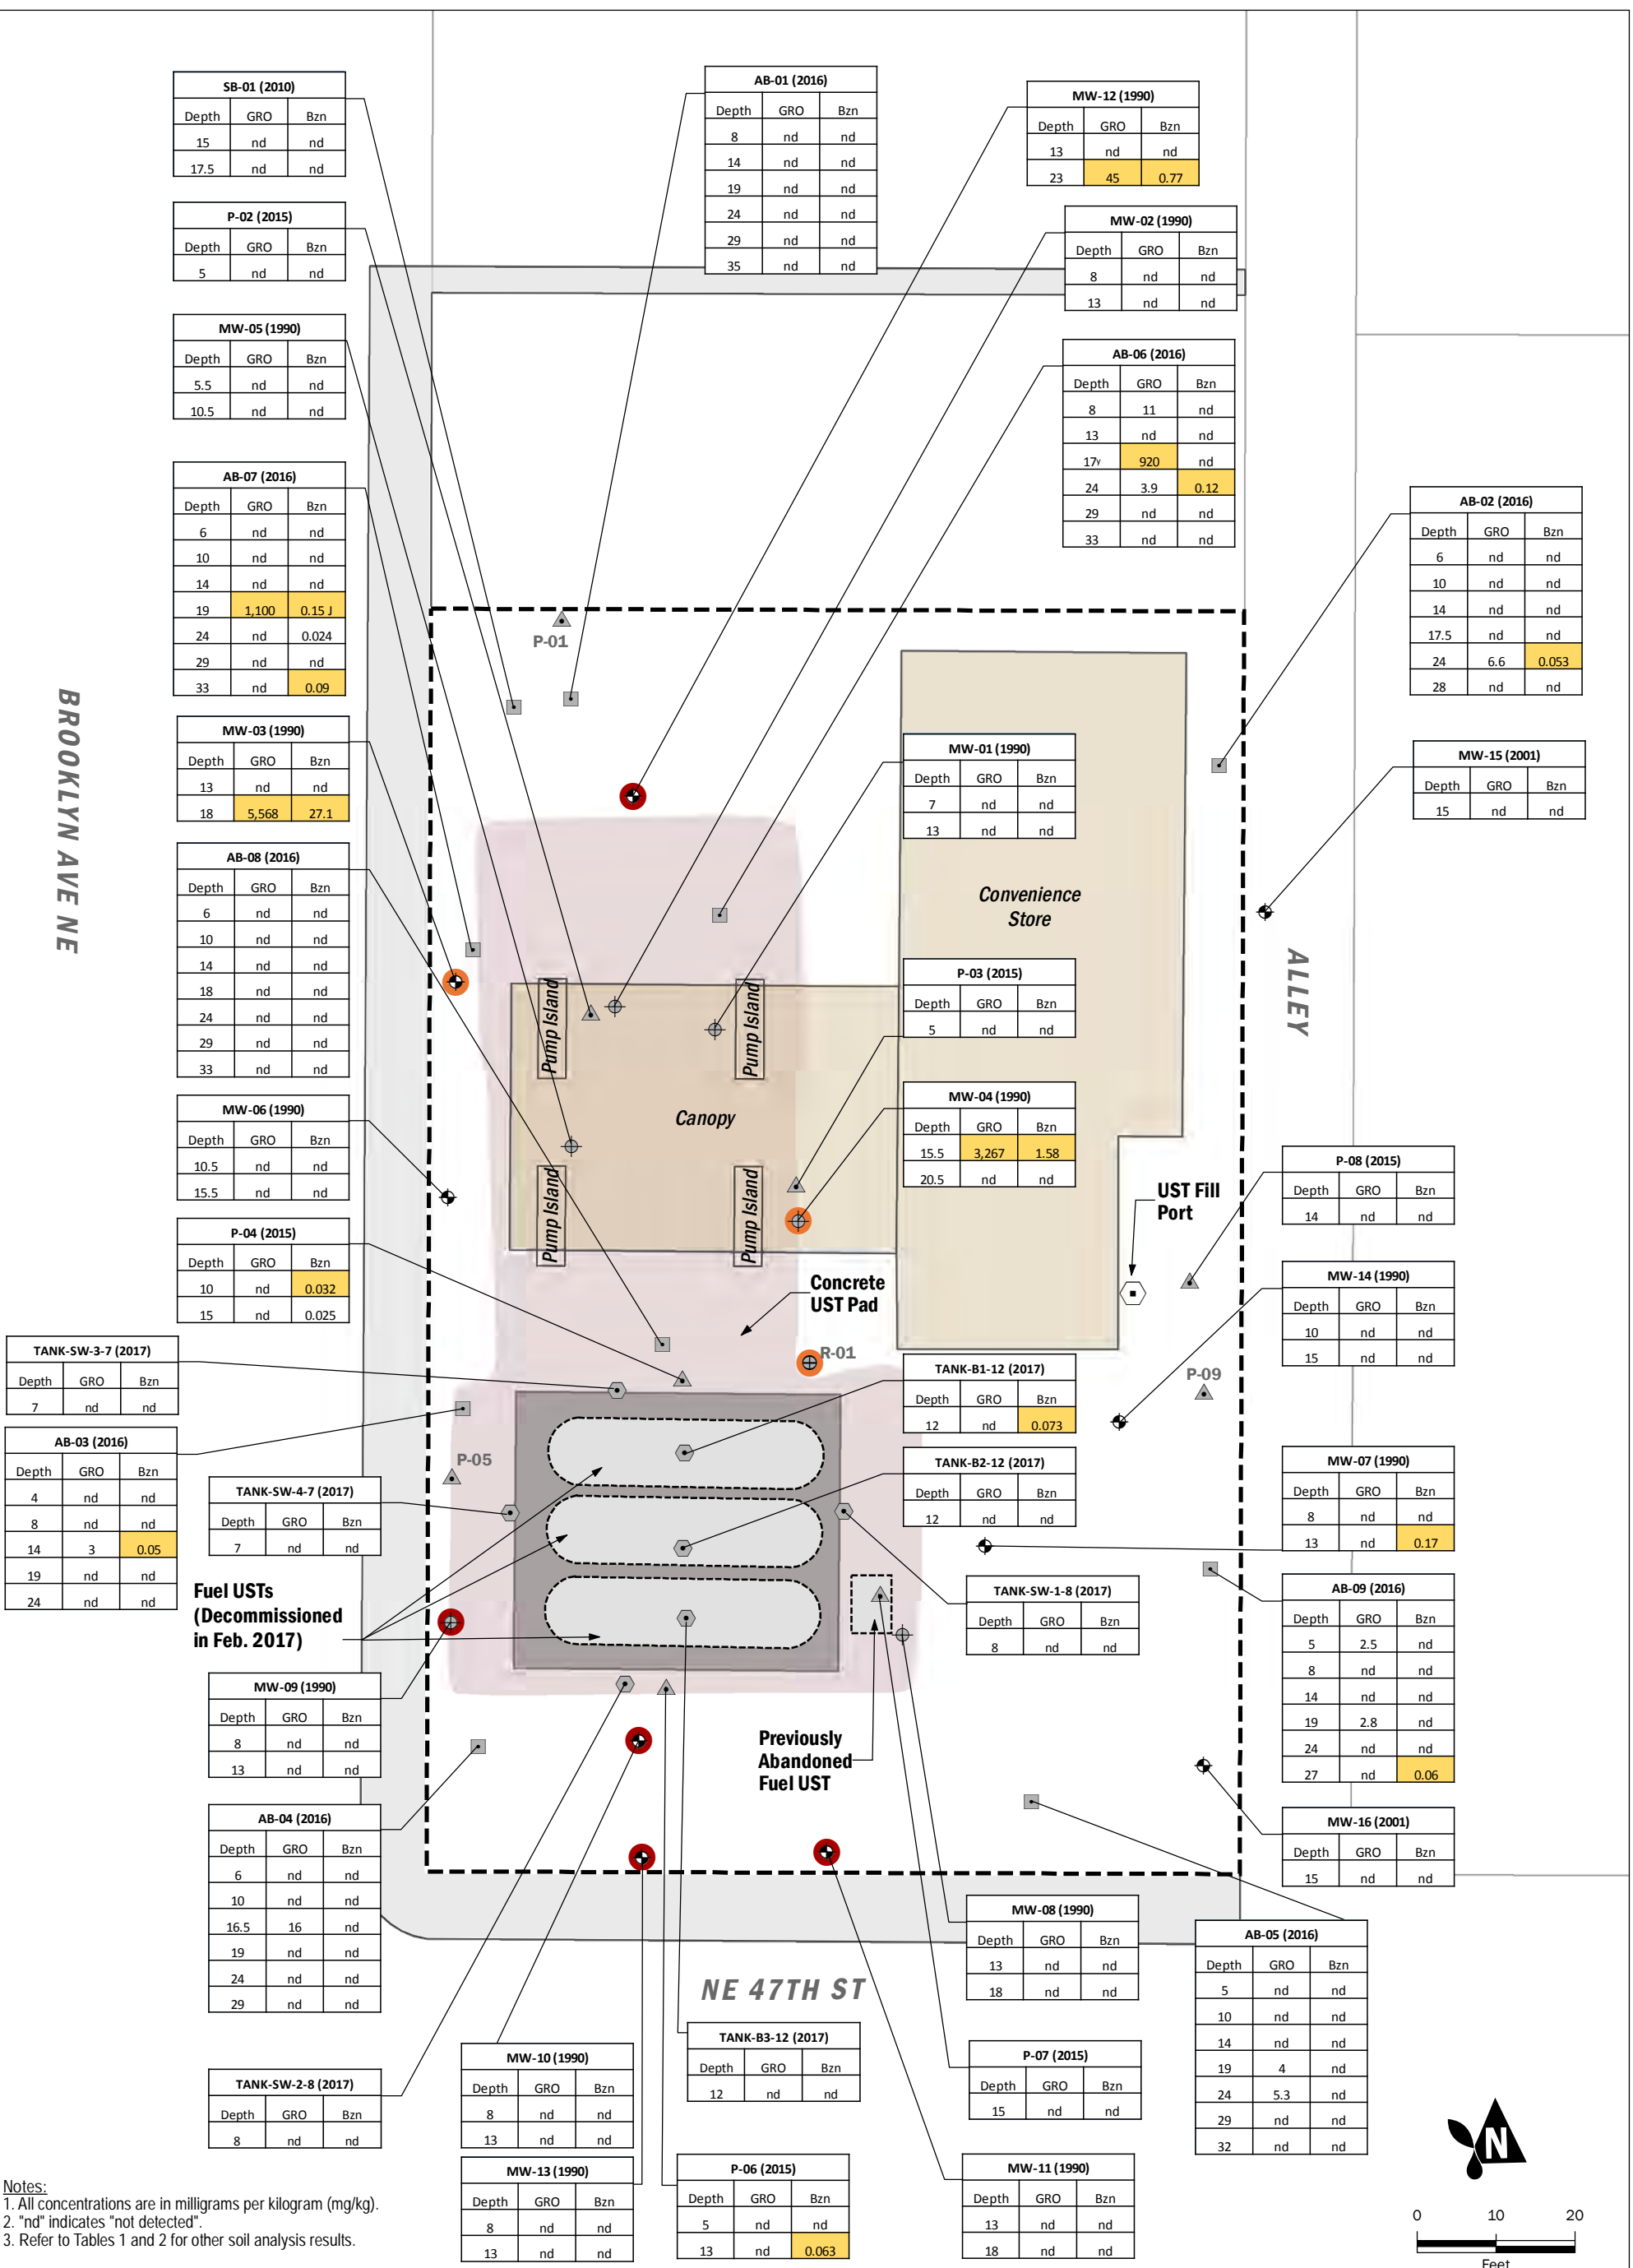 SB-01 (2010)
Depth GRO Bzn
15 nd nd
17.5 nd nd
P-02 (2015)
Depth GRO Bzn
5 nd nd
MW-05 (1990)
Depth GRO Bzn
5.5 nd nd
10.5 nd nd
AB-07 (2016)
Depth GRO Bzn
6 nd nd
10 nd nd
14 nd nd
19 1,100 0.15 J
24 nd 0.024
29 nd nd
33 nd 0.09
MW-03 (1990)
Depth GRO Bzn
13 nd nd
18 5,568 27.1
AB-08 (2016)
Depth GRO Bzn
6 nd nd
10 nd nd
14 nd nd
18 nd nd
24 nd nd
29 nd nd
33 nd nd
MW-06 (1990)
Depth GRO Bzn
10.5 nd nd
15.5 nd nd
P-04 (2015)
Depth GRO Bzn
10 nd 0.032
15 nd 0.025
TANK-SW-3-7 (2017)
Depth GRO Bzn
7 nd nd
AB-03 (2016)
Depth GRO Bzn
4 nd nd
8 nd nd
14 3 0.05
19 nd nd
24 nd nd
TANK-SW-4-7 (2017)
Depth GRO Bzn
7 nd nd
Fuel USTs
(Decommissioned
in Feb. 2017)
MW-09 (1990)
Depth GRO Bzn
8 nd nd
13 nd nd
AB-04 (2016)
Depth GRO Bzn
6 nd nd
10 nd nd
16.5 16 nd
19 nd nd
24 nd nd
29 nd nd
TANK-SW-2-8 (2017)
Depth GRO Bzn
8 nd nd
AB-01 (2016)
Depth GRO Bzn
8 nd nd
14 nd nd
19 nd nd
24 nd nd
29 nd nd
35 nd nd
MW-12 (1990)
Depth GRO Bzn
13 nd nd
23 45 0.77
MW-02 (1990)
Depth GRO Bzn
8 nd nd
13 nd nd
AB-06 (2016)
Depth GRO Bzn
8 11 nd
13 nd nd
17y 920 nd
24 3.9 0.12
29 nd nd
33 nd nd
AB-02 (2016)
Depth GRO Bzn
6 nd nd
10 nd nd
14 nd nd
17.5 nd nd
24 6.6 0.053
28 nd nd
MW-15 (2001)
Depth GRO Bzn
15 nd nd
BROOKLYN AVE NE
P-01
MW-01 (1990)
Depth GRO Bzn
7 nd nd
13 nd nd
Convenience
Store
ALLEY
P-03 (2015)
Depth GRO Bzn
5 nd nd
Pump Island
Pump Island
Canopy
MW-04 (1990)
Depth GRO Bzn
15.5 3,267 1.58
20.5 nd nd
Pump Island
Pump Island
UST Fill
Port
P-08 (2015)
Depth GRO Bzn
14 nd nd
Concrete
UST Pad
MW-14 (1990)
Depth GRO Bzn
10 nd nd
15 nd nd
R-01
P-09
TANK-B1-12 (2017)
Depth GRO Bzn
12 nd 0.073
P-05
TANK-B2-12 (2017)
Depth GRO Bzn
12 nd nd
MW-07 (1990)
Depth GRO Bzn
8 nd nd
13 nd 0.17
TANK-SW-1-8 (2017)
Depth GRO Bzn
8 nd nd
AB-09 (2016)
Depth GRO Bzn
5 2.5 nd
8 nd nd
14 nd nd
19 2.8 nd
24 nd nd
27 nd 0.06
Previously
Abandoned
Fuel UST
MW-16 (2001)
Depth GRO Bzn
15 nd nd
MW-08 (1990)
Depth GRO Bzn
13 nd nd
18 nd nd
AB-05 (2016)
Depth GRO Bzn
5 nd nd
10 nd nd
14 nd nd
19 4 nd
24 5.3 nd
29 nd nd
32 nd nd
NE 47TH ST
TANK-B3-12 (2017)
Depth GRO Bzn
12 nd nd
MW-10 (1990)
Depth GRO Bzn
8 nd nd
13 nd nd
P-07 (2015)
Depth GRO Bzn
15 nd nd
MW-13 (1990)
Depth GRO Bzn
8 nd nd
13 nd nd
P-06 (2015)
Depth GRO Bzn
5 nd nd
13 nd 0.063
MW-11 (1990)
Depth GRO Bzn
13 nd nd
18 nd nd
N
0 10 20
Feet
Notes:
1. All concentrations are in milligrams per kilogram (mg/kg).
2. "nd" indicates "not detected".
3. Refer to Tables 1 and 2 for other soil analysis results.